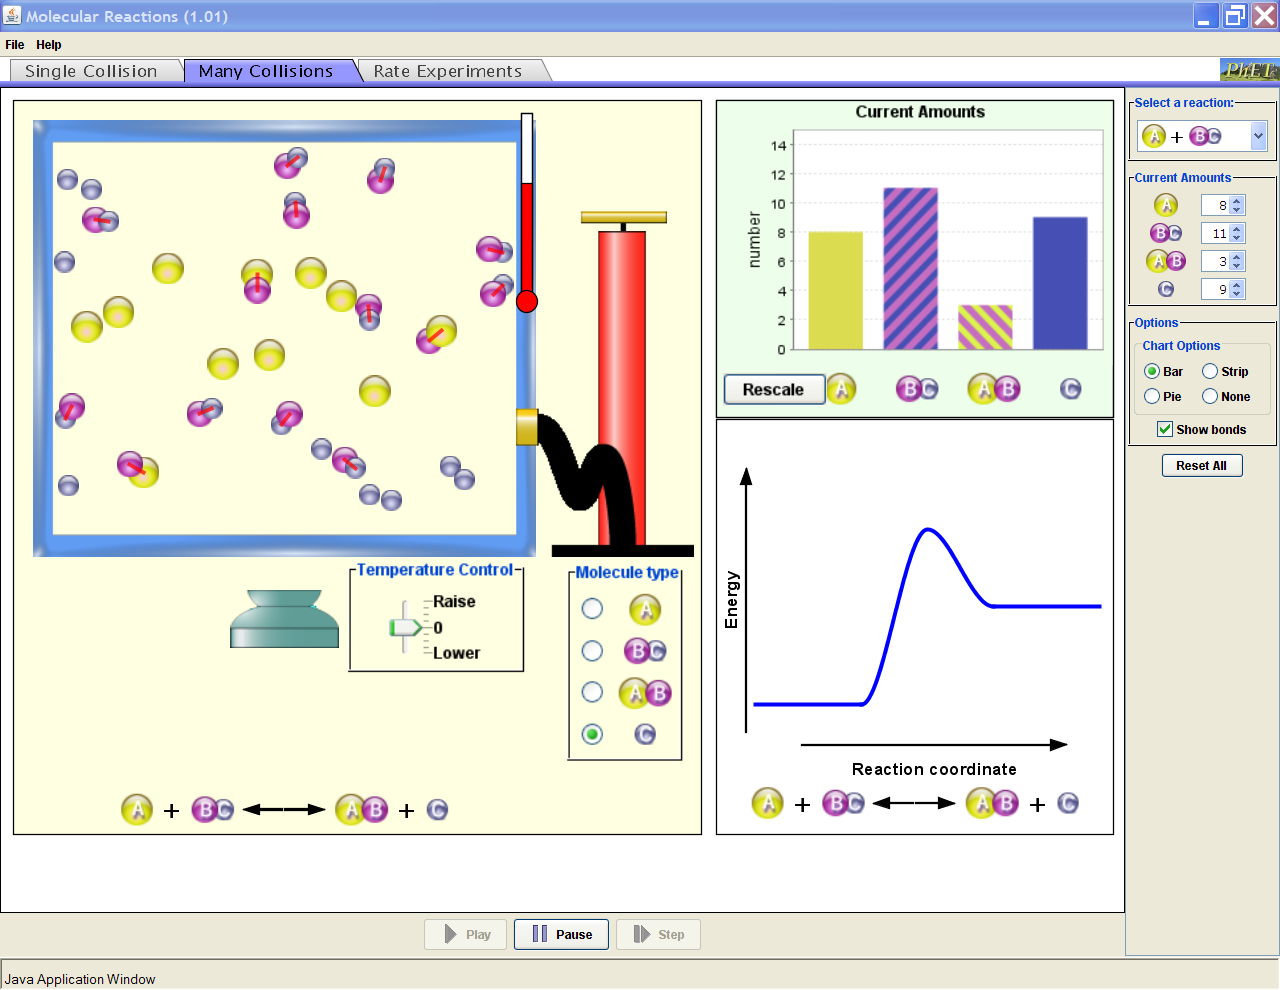 Molecular Reactions (1.01)
File Help
Single Collision Many Collisions Rate Experiments
PhET
Current Amounts
14
12
10
8
6
4
2
0
number
Rescale A BC AB C
Select a reaction:
A + BC
Current Amounts
A 8
BC 11
AB 3
C 9
Options
Chart Options
Bar Strip
Pie None
Show bonds
Reset All
Temperature Control
Raise
0
Lower
Molecule type
A
BC
AB
C
A + BC AB + C
Energy
Reaction coordinate
A + BC AB + C
Play Pause Step
Java Application Window